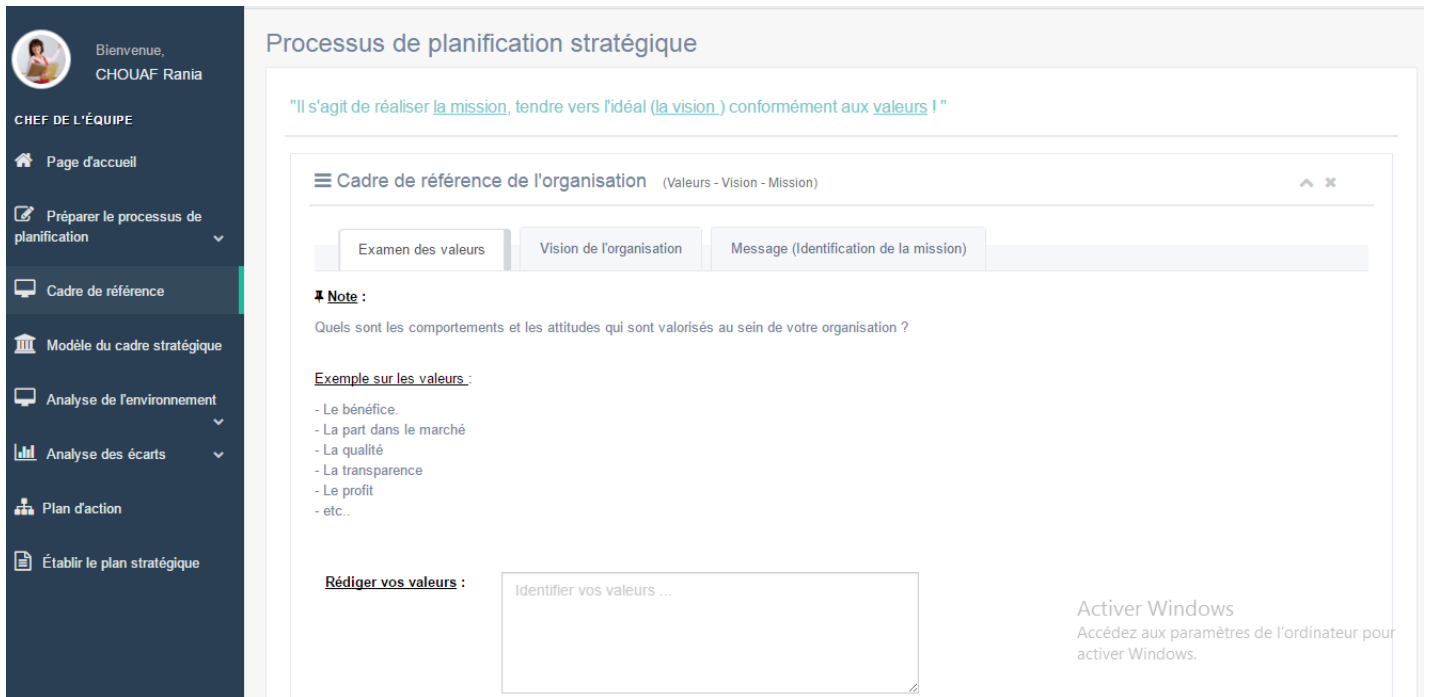 Bienvenue,
CHOUAF Rania
CHEF DE L'ÉQUIPE
Page d'accueil
Préparer le processus de
planification
Cadre de référence
Modèle du cadre stratégique
Analyse de l'environnement
Analyse des écarts
Plan d'action
Établir le plan stratégique
Processus de planification stratégique
"Il s'agit de réaliser la mission, tendre vers l'idéal (la vision ) conformément aux valeurs ! "
Cadre de référence de l'organisation (Valeurs - Vision - Mission)
Examen des valeurs
Vision de l'organisation
Message (Identification de la mission)
Note :
Quels sont les comportements et les attitudes qui sont valorisés au sein de votre organisation ?
Exemple sur les valeurs :
- Le bénéfice.
- La part dans le marché
- La qualité
- La transparence
- Le profit
- etc..
Rédiger vos valeurs :
Identifier vos valeurs ...
Activer Windows
Accédez aux paramètres de l'ordinateur pour
activer Windows.